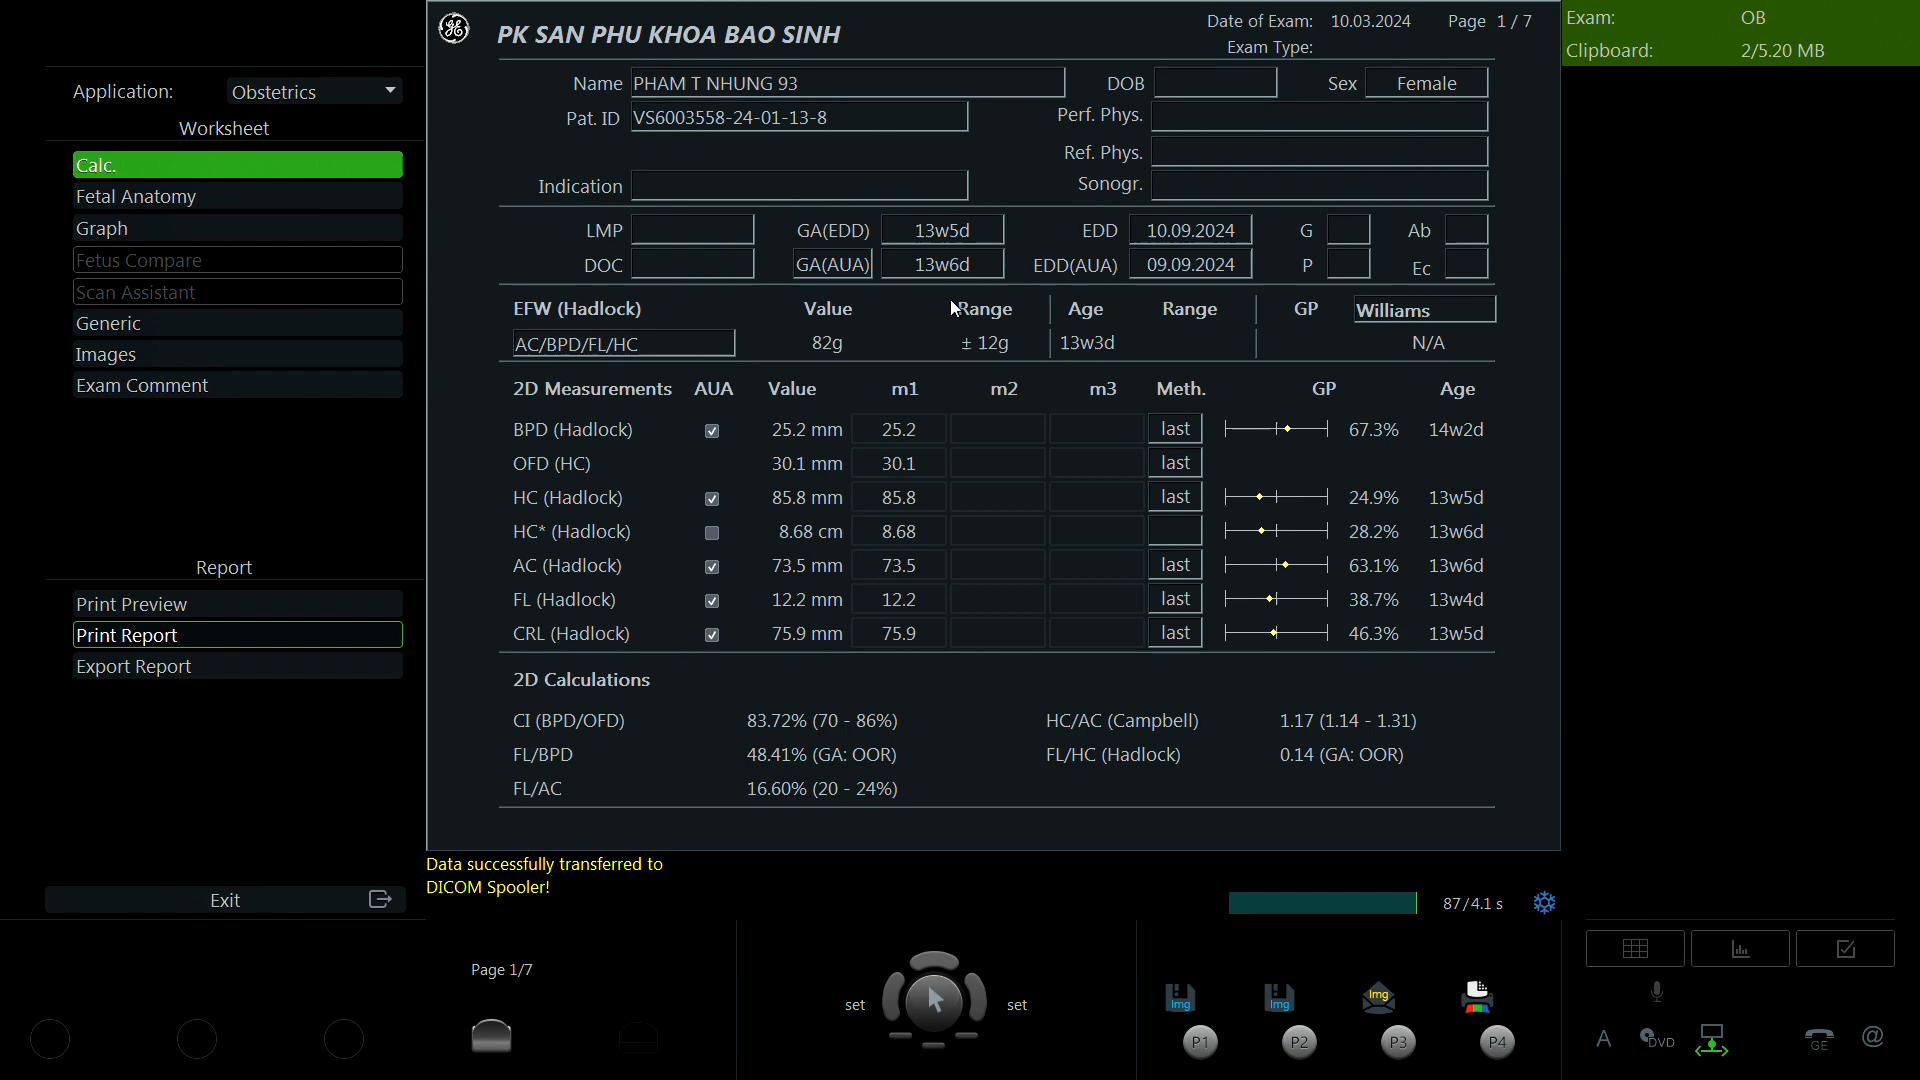 PK SAN PHU KHOA BAO SINH
Date of Exam: 10.03.2024 Page 1 / 7
Exam Type:
Exam: OB
Clipboard: 2/5.20 MB
Application: Obstetrics
Worksheet
Calc.
Fetal Anatomy
Graph
Fetus Compare
Scan Assistant
Generic
Images
Exam Comment
Report
Print Preview
Print Report
Export Report
Exit
Name PHAM T NHUNG 93 DOB Sex Female
Pat. ID VS6003558-24-01-13-8 Perf. Phys.
Ref. Phys.
Indication Sonogr.
LMP GA(EDD) 13w5d EDD 10.09.2024 G Ab
DOC GA(AUA) 13w6d EDD(AUA) 09.09.2024 P Ec
EFW (Hadlock) Value Range Age Range GP Williams
AC/BPD/FL/HC 82g ± 12g 13w3d N/A
2D Measurements AUA Value m1 m2 m3 Meth. GP Age
BPD (Hadlock) 25.2 mm 25.2 last 67.3% 14w2d
OFD (HC) 30.1 mm 30.1 last
HC (Hadlock) 85.8 mm 85.8 last 24.9% 13w5d
HC* (Hadlock) 8.68 cm 8.68 28.2% 13w6d
AC (Hadlock) 73.5 mm 73.5 last 63.1% 13w6d
FL (Hadlock) 12.2 mm 12.2 last 38.7% 13w4d
CRL (Hadlock) 75.9 mm 75.9 last 46.3% 13w5d
2D Calculations
CI (BPD/OFD) 83.72% (70 - 86%) HC/AC (Campbell) 1.17 (1.14 - 1.31)
FL/BPD 48.41% (GA: OOR) FL/HC (Hadlock) 0.14 (GA: OOR)
FL/AC 16.60% (20 - 24%)
Data successfully transferred to
DICOM Spooler!
87/4.1 s
Page 1/7
set set
Img Img Img
P1 P2 P3 P4
A DVD GE @